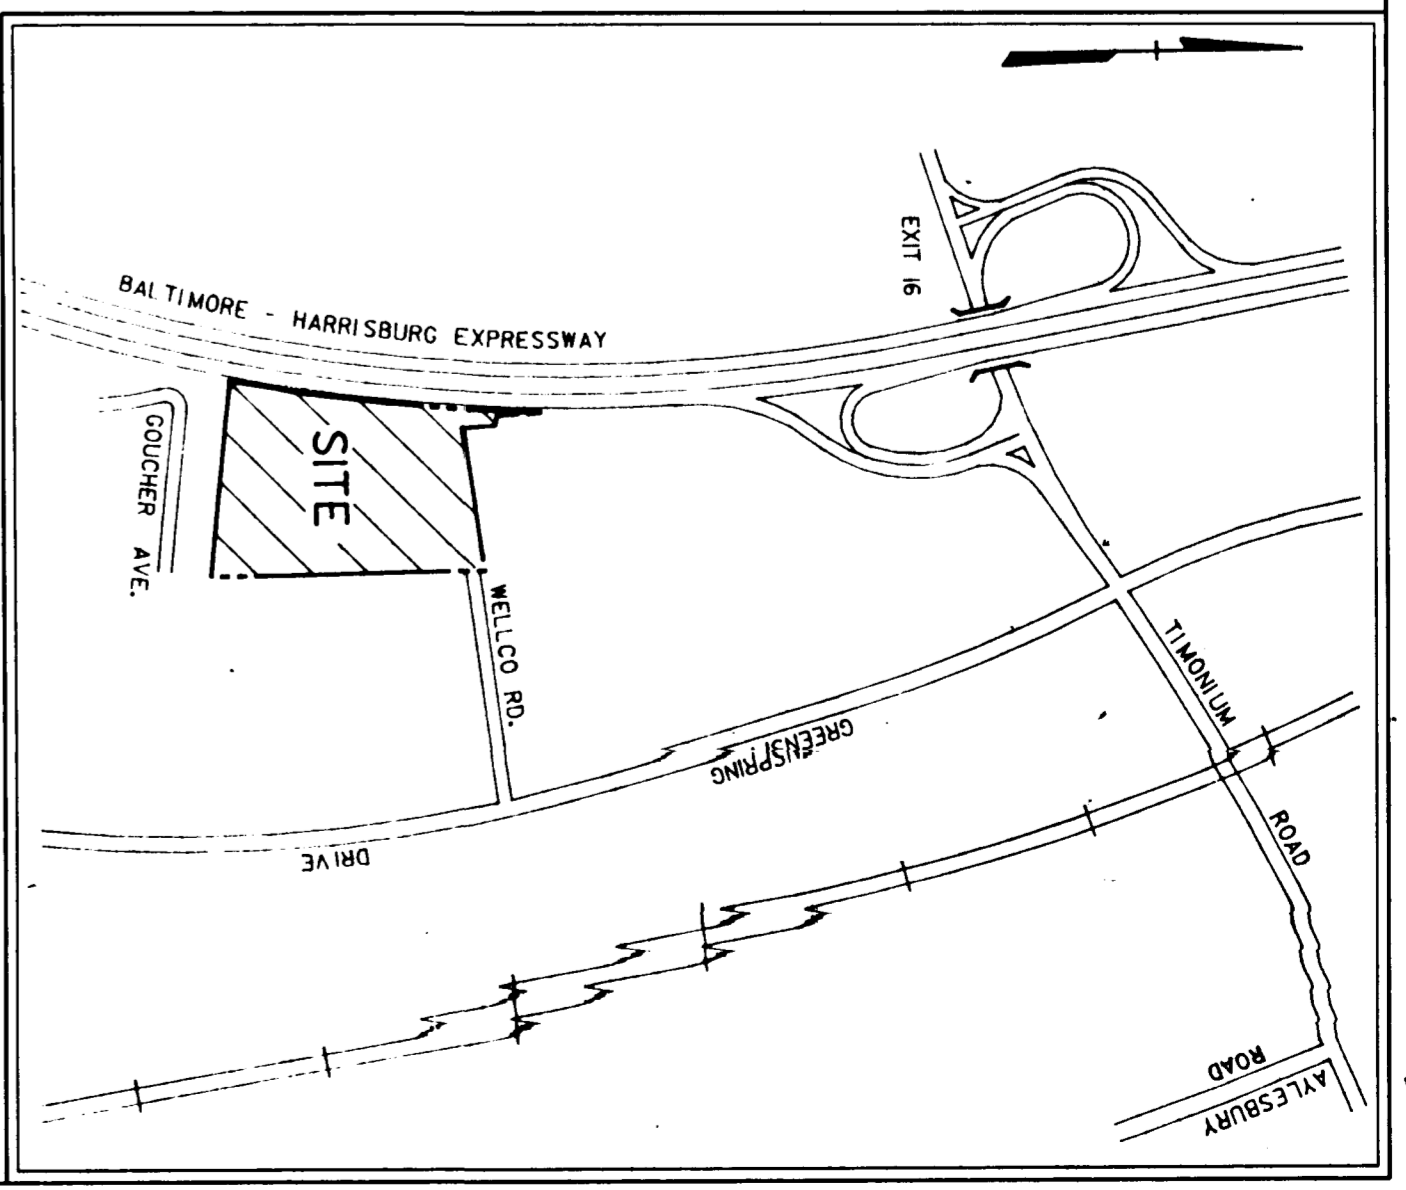 EXIT 16
BALTIMORE - HARRISBURG EXPRESSWAY
SITE
GOUCHER AVE.
WELLCO RD.
TIMONIUM
ROAD
GREENSPRING
DRIVE
AYLESBURY
ROAD